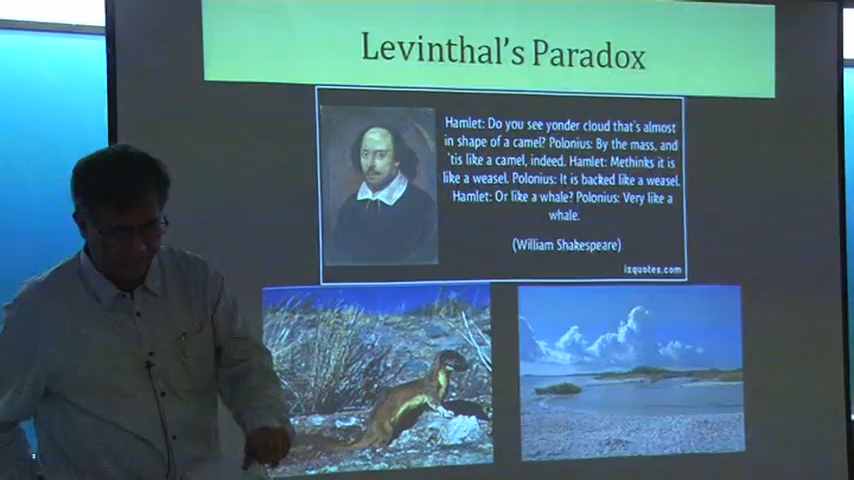 Levinthal's Paradox
Hamlet: Do you see yonder cloud that's almost
in shape of a camel? Polonius: By the mass, and
'tis like a camel, indeed. Hamlet: Methinks it is
like a weasel. Polonius: It is backed like a weasel.
Hamlet: Or like a whale? Polonius: Very like a
whale.
(William Shakespeare)
izquotes.com